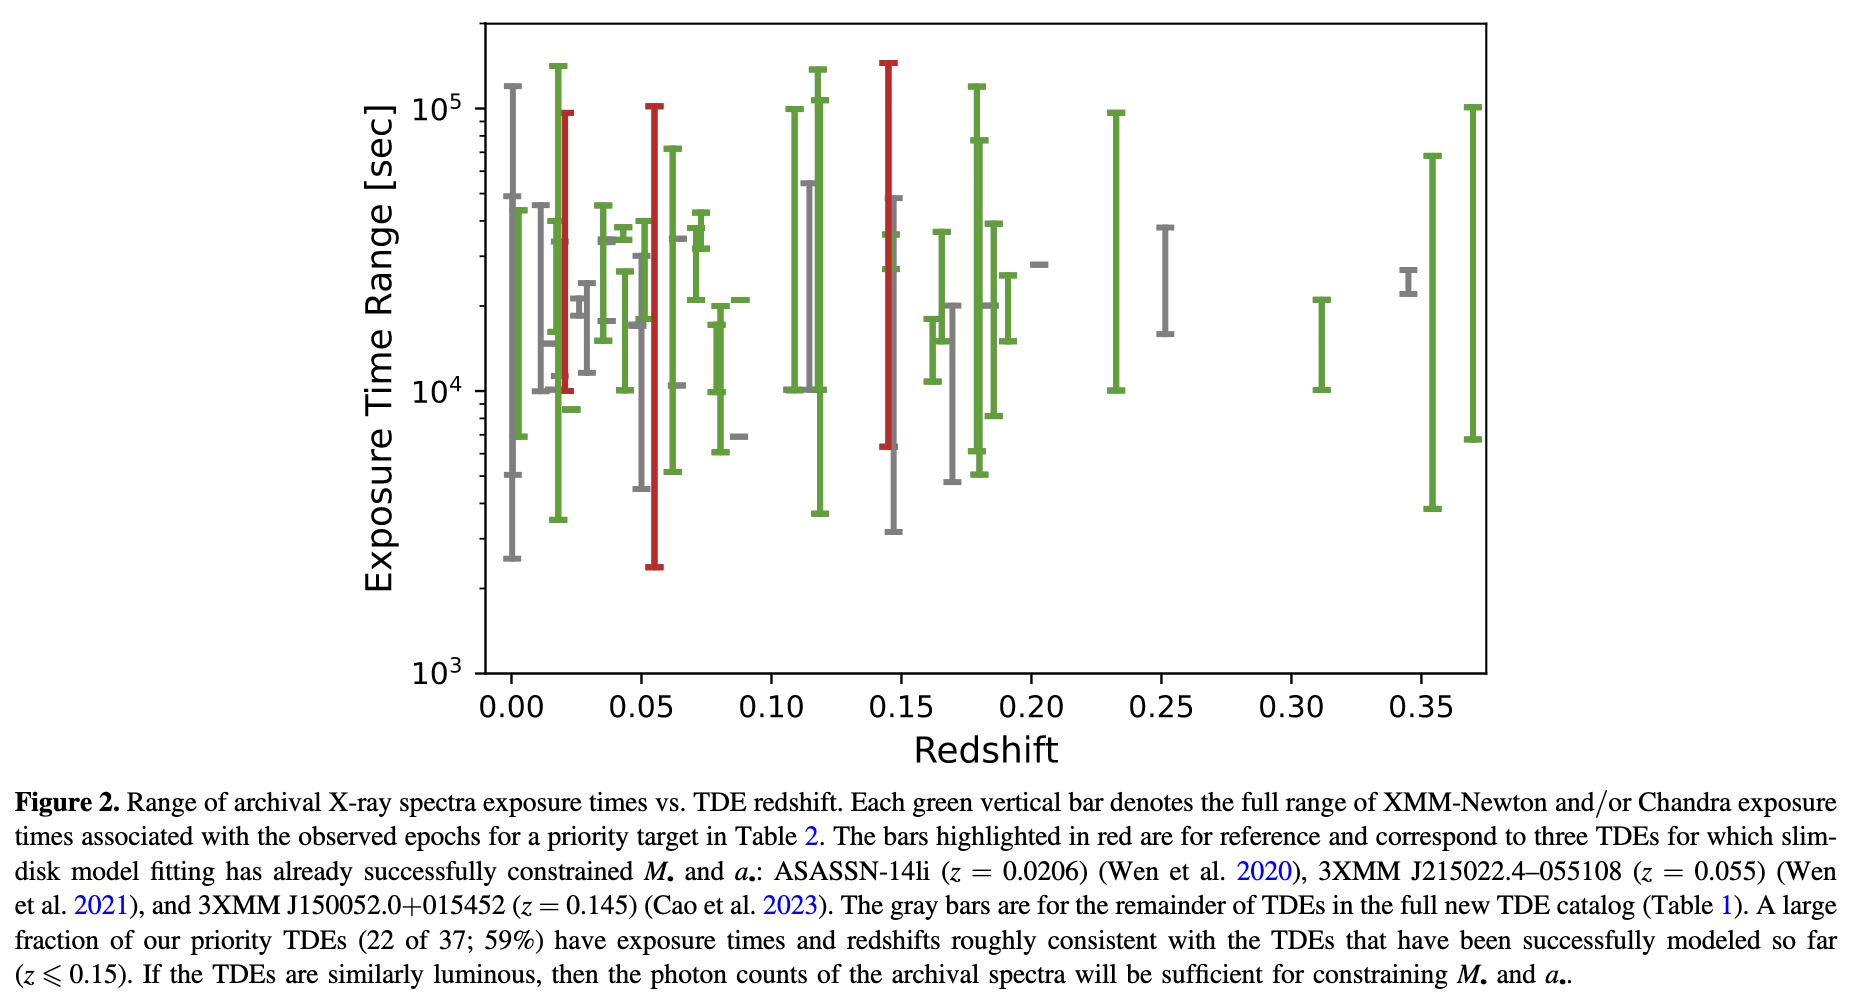 Exposure Time Range [sec]
10⁵
10⁴
10³
0.00 0.05 0.10 0.15 0.20 0.25 0.30 0.35
Redshift
Figure 2. Range of archival X-ray spectra exposure times vs. TDE redshift. Each green vertical bar denotes the full range of XMM-Newton and/or Chandra exposure
times associated with the observed epochs for a priority target in Table 2. The bars highlighted in red are for reference and correspond to three TDEs for which slim-
disk model fitting has already successfully constrained M• and a•: ASASSN-14li (z = 0.0206) (Wen et al. 2020), 3XMM J215022.4–055108 (z = 0.055) (Wen
et al. 2021), and 3XMM J150052.0+015452 (z = 0.145) (Cao et al. 2023). The gray bars are for the remainder of TDEs in the full new TDE catalog (Table 1). A large
fraction of our priority TDEs (22 of 37; 59%) have exposure times and redshifts roughly consistent with the TDEs that have been successfully modeled so far
(z ⩽ 0.15). If the TDEs are similarly luminous, then the photon counts of the archival spectra will be sufficient for constraining M• and a•.